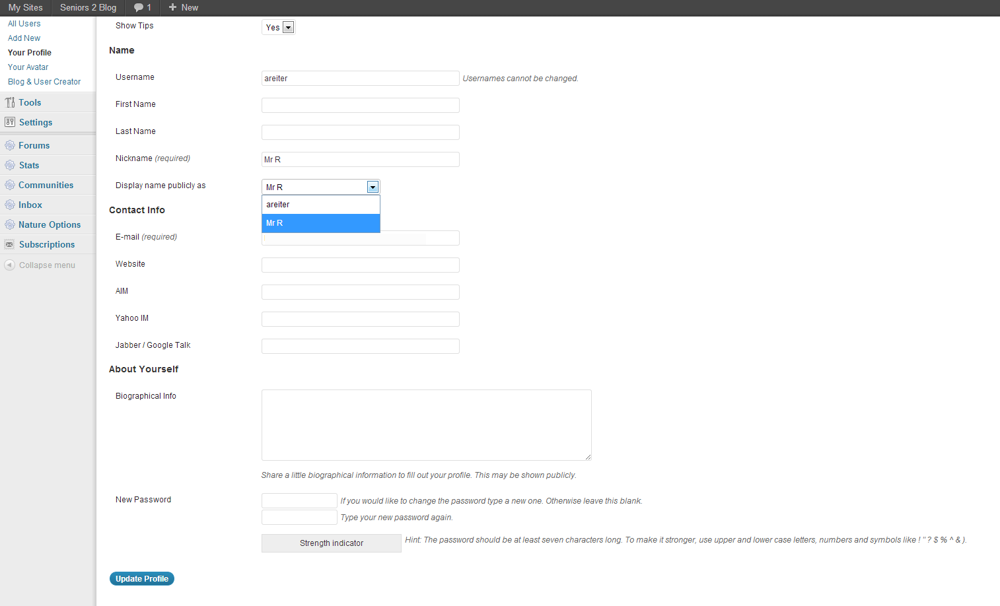 My Sites Seniors 2 Blog 1 New
All Users
Add New
Your Profile
Your Avatar
Blog & User Creator
Tools
Settings
Forums
Stats
Communities
Inbox
Nature Options
Subscriptions
Collapse menu
Show Tips Yes
Name
Username areiter Usernames cannot be changed.
First Name
Last Name
Nickname (required) Mr R
Display name publicly as Mr R
areiter
Mr R
Contact Info
E-mail (required)
Website
AIM
Yahoo IM
Jabber / Google Talk
About Yourself
Biographical Info
Share a little biographical information to fill out your profile. This may be shown publicly.
New Password If you would like to change the password type a new one. Otherwise leave this blank.
Type your new password again.
Strength indicator Hint: The password should be at least seven characters long. To make it stronger, use upper and lower case letters, numbers and symbols like ! " ? $ % ^ & ).
Update Profile